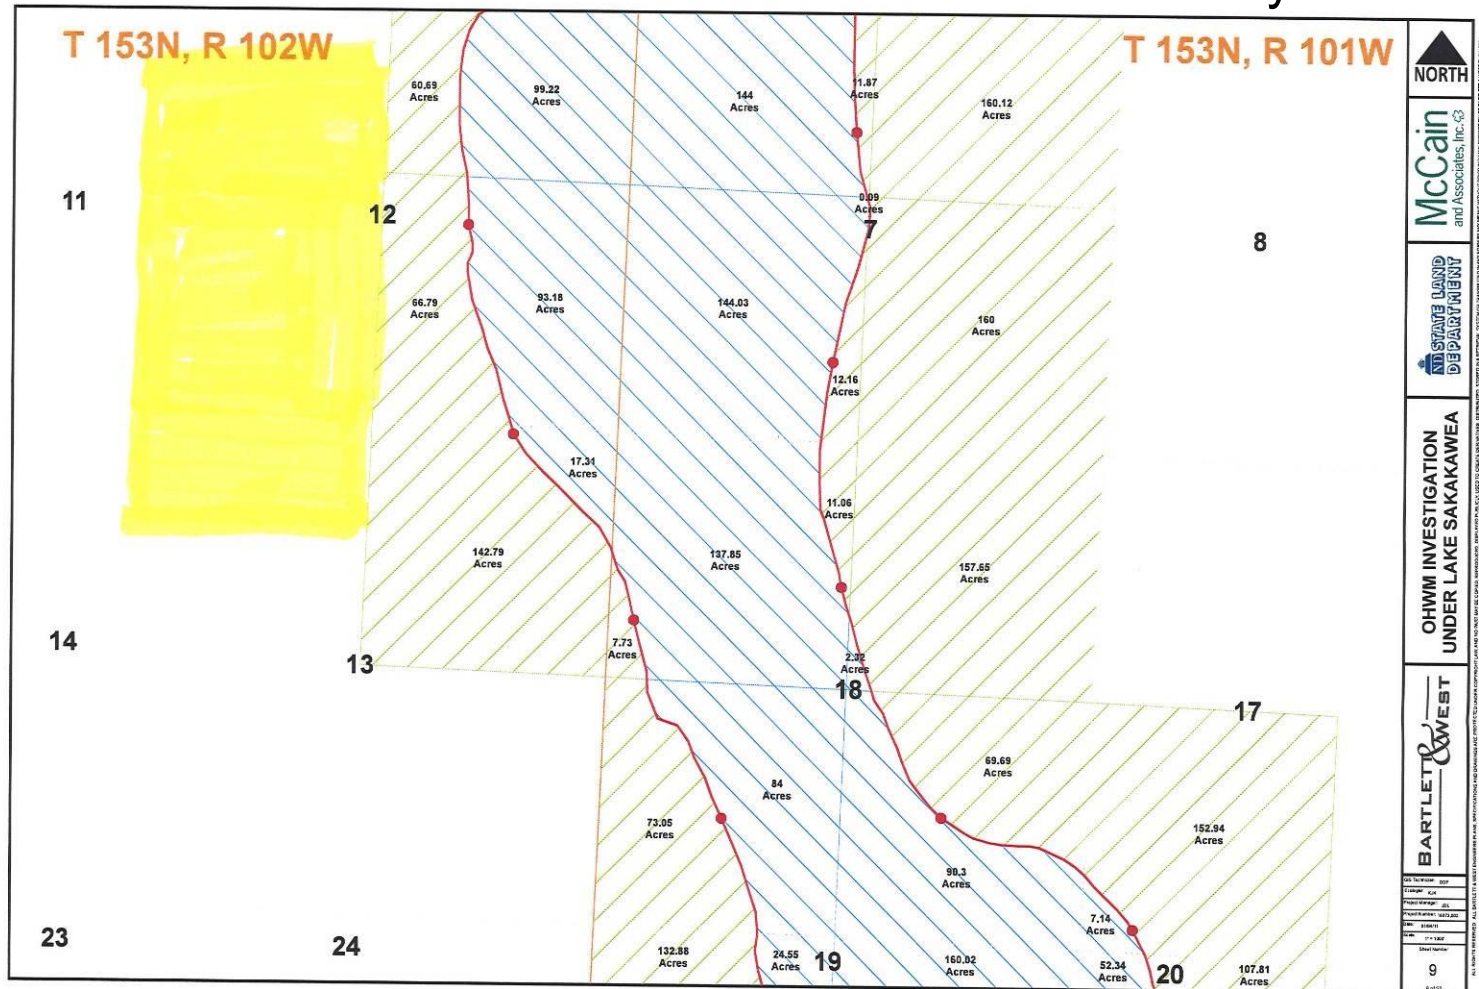 y
T 153N, R 102W
T 153N, R 101W
60.69
Acres
99.22
Acres
144
Acres
11.87
Acres
160.12
Acres
11
12
0.09
Acres
7
8
66.79
Acres
93.18
Acres
144.03
Acres
160
Acres
12.16
Acres
17.31
Acres
11.06
Acres
142.79
Acres
137.85
Acres
157.65
Acres
14
13
7.73
Acres
2.32
Acres
18
17
84
Acres
69.69
Acres
73.05
Acres
152.94
Acres
Acres
7.14
Acres
23
24
132.88
Acres
24.55
Acres
19
160.02
Acres
52.34
Acres
20
107.81
Acres
NORTH
McCain
and Associates, Inc.
ND STATE LAND
DEPARTMENT
OHWM INVESTIGATION
UNDER LAKE SAKAKAWEA
BARTLETT & WEST
Sheet Number
9